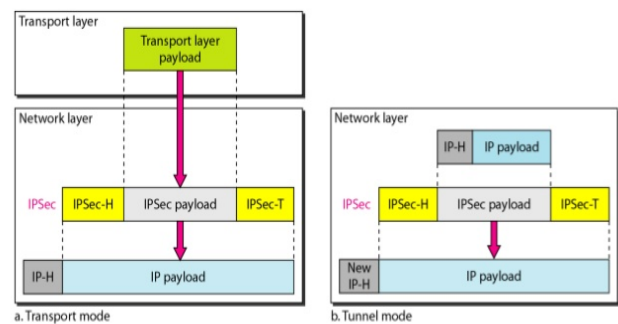 Transport layer
Transport layer
payload
Network layer
IPSec
IPSec-H
IPSec payload
IPSec-T
IP-H
IP payload
a. Transport mode
Network layer
IP-H
IP payload
IPSec
IPSec-H
IPSec payload
IPSec-T
New
IP-H
IP payload
b. Tunnel mode